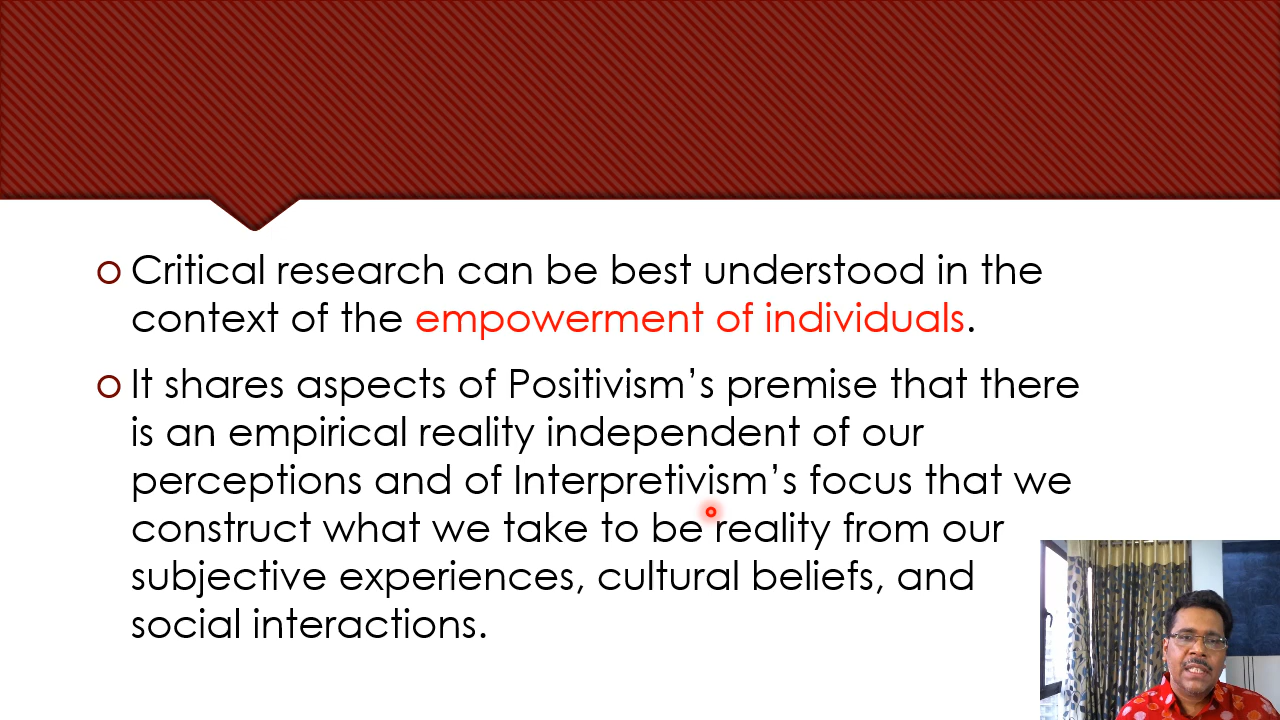 Critical research can be best understood in the
context of the empowerment of individuals.
It shares aspects of Positivism’s premise that there
is an empirical reality independent of our
perceptions and of Interpretivism’s focus that we
construct what we take to be reality from our
subjective experiences, cultural beliefs, and
social interactions.